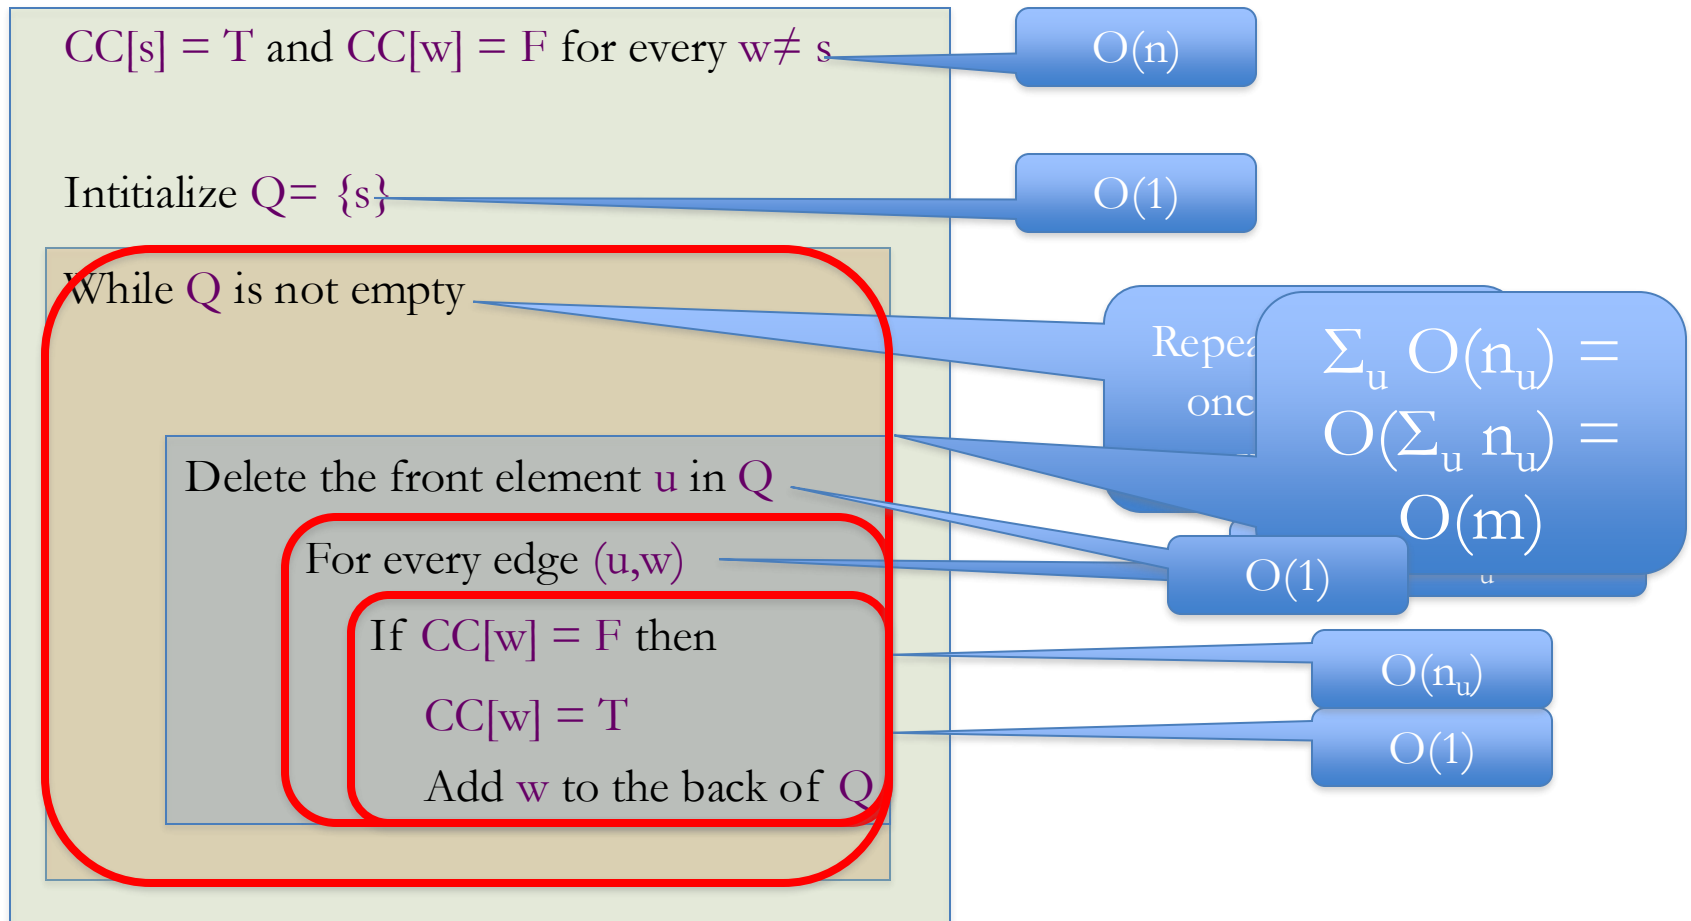 CC[s] = T and CC[w] = F for every w≠ s
O(n)
Intitialize Q= {s}
O(1)
While Q is not empty
Σu O(nu) =
O(Σu nu) =
O(m)
Delete the front element u in Q
O(1)
For every edge (u,w)
u
If CC[w] = F then
O(nu)
CC[w] = T
O(1)
Add w to the back of Q